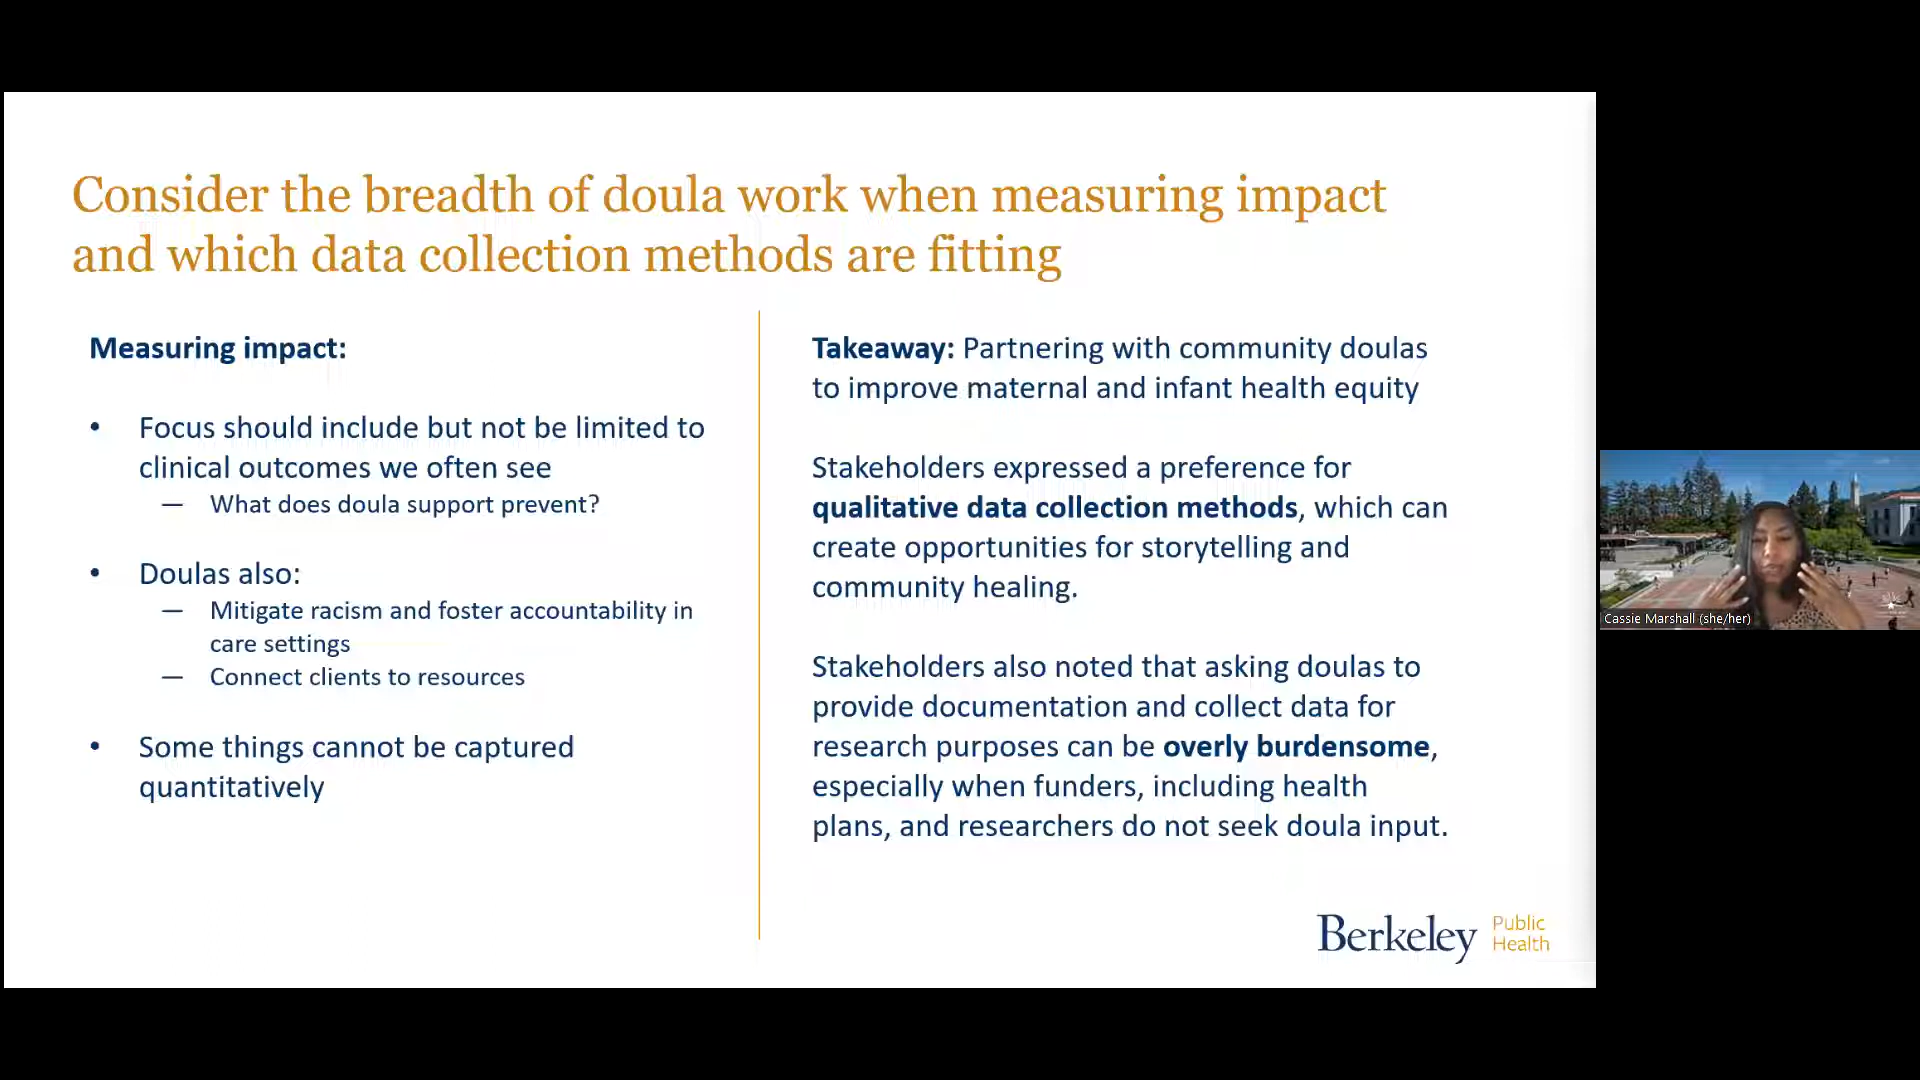 Consider the breadth of doula work when measuring impact
and which data collection methods are fitting
Measuring impact:
• Focus should include but not be limited to
clinical outcomes we often see
— What does doula support prevent?
• Doulas also:
— Mitigate racism and foster accountability in
care settings
— Connect clients to resources
• Some things cannot be captured
quantitatively
Takeaway: Partnering with community doulas
to improve maternal and infant health equity
Stakeholders expressed a preference for
qualitative data collection methods, which can
create opportunities for storytelling and
community healing.
Stakeholders also noted that asking doulas to
provide documentation and collect data for
research purposes can be overly burdensome,
especially when funders, including health
plans, and researchers do not seek doula input.
Berkeley Public
Health
Cassie Marshall (she/her)